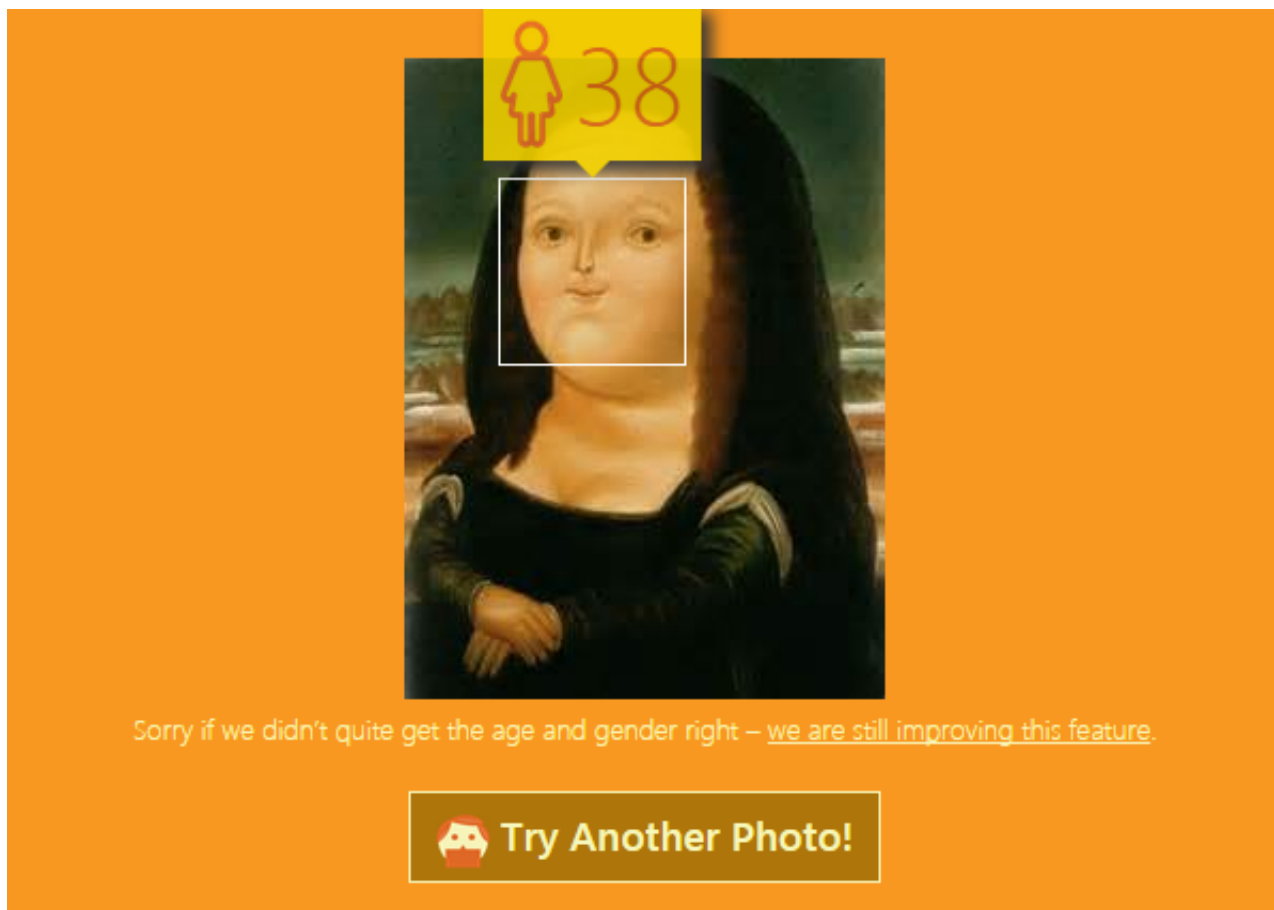 38
Sorry if we didn't quite get the age and gender right – we are still improving this feature.
Try Another Photo!